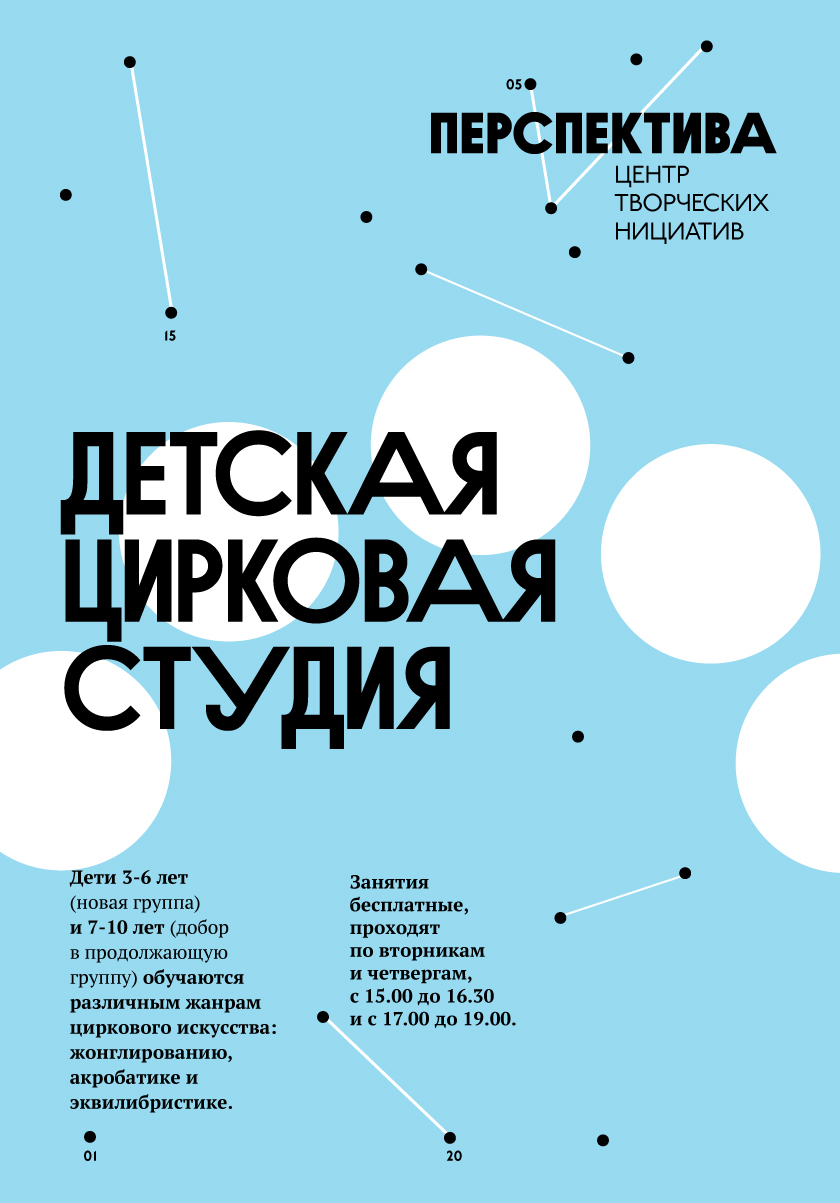 05
ПЕРСПЕКТИВА
ЦЕНТР
ТВОРЧЕСКИХ
НИЦИАТИВ
15
ДЕТСКАЯ
ЦИРКОВАЯ
СТУДИЯ
Дети 3-6 лет
(новая группа)
и 7-10 лет (добор
в продолжающую
группу) обучаются
различным жанрам
циркового искусства:
жонглированию,
акробатике и
эквилибристике.
Занятия
бесплатные,
проходят
по вторникам
и четвергам,
с 15.00 до 16.30
и с 17.00 до 19.00.
01
20